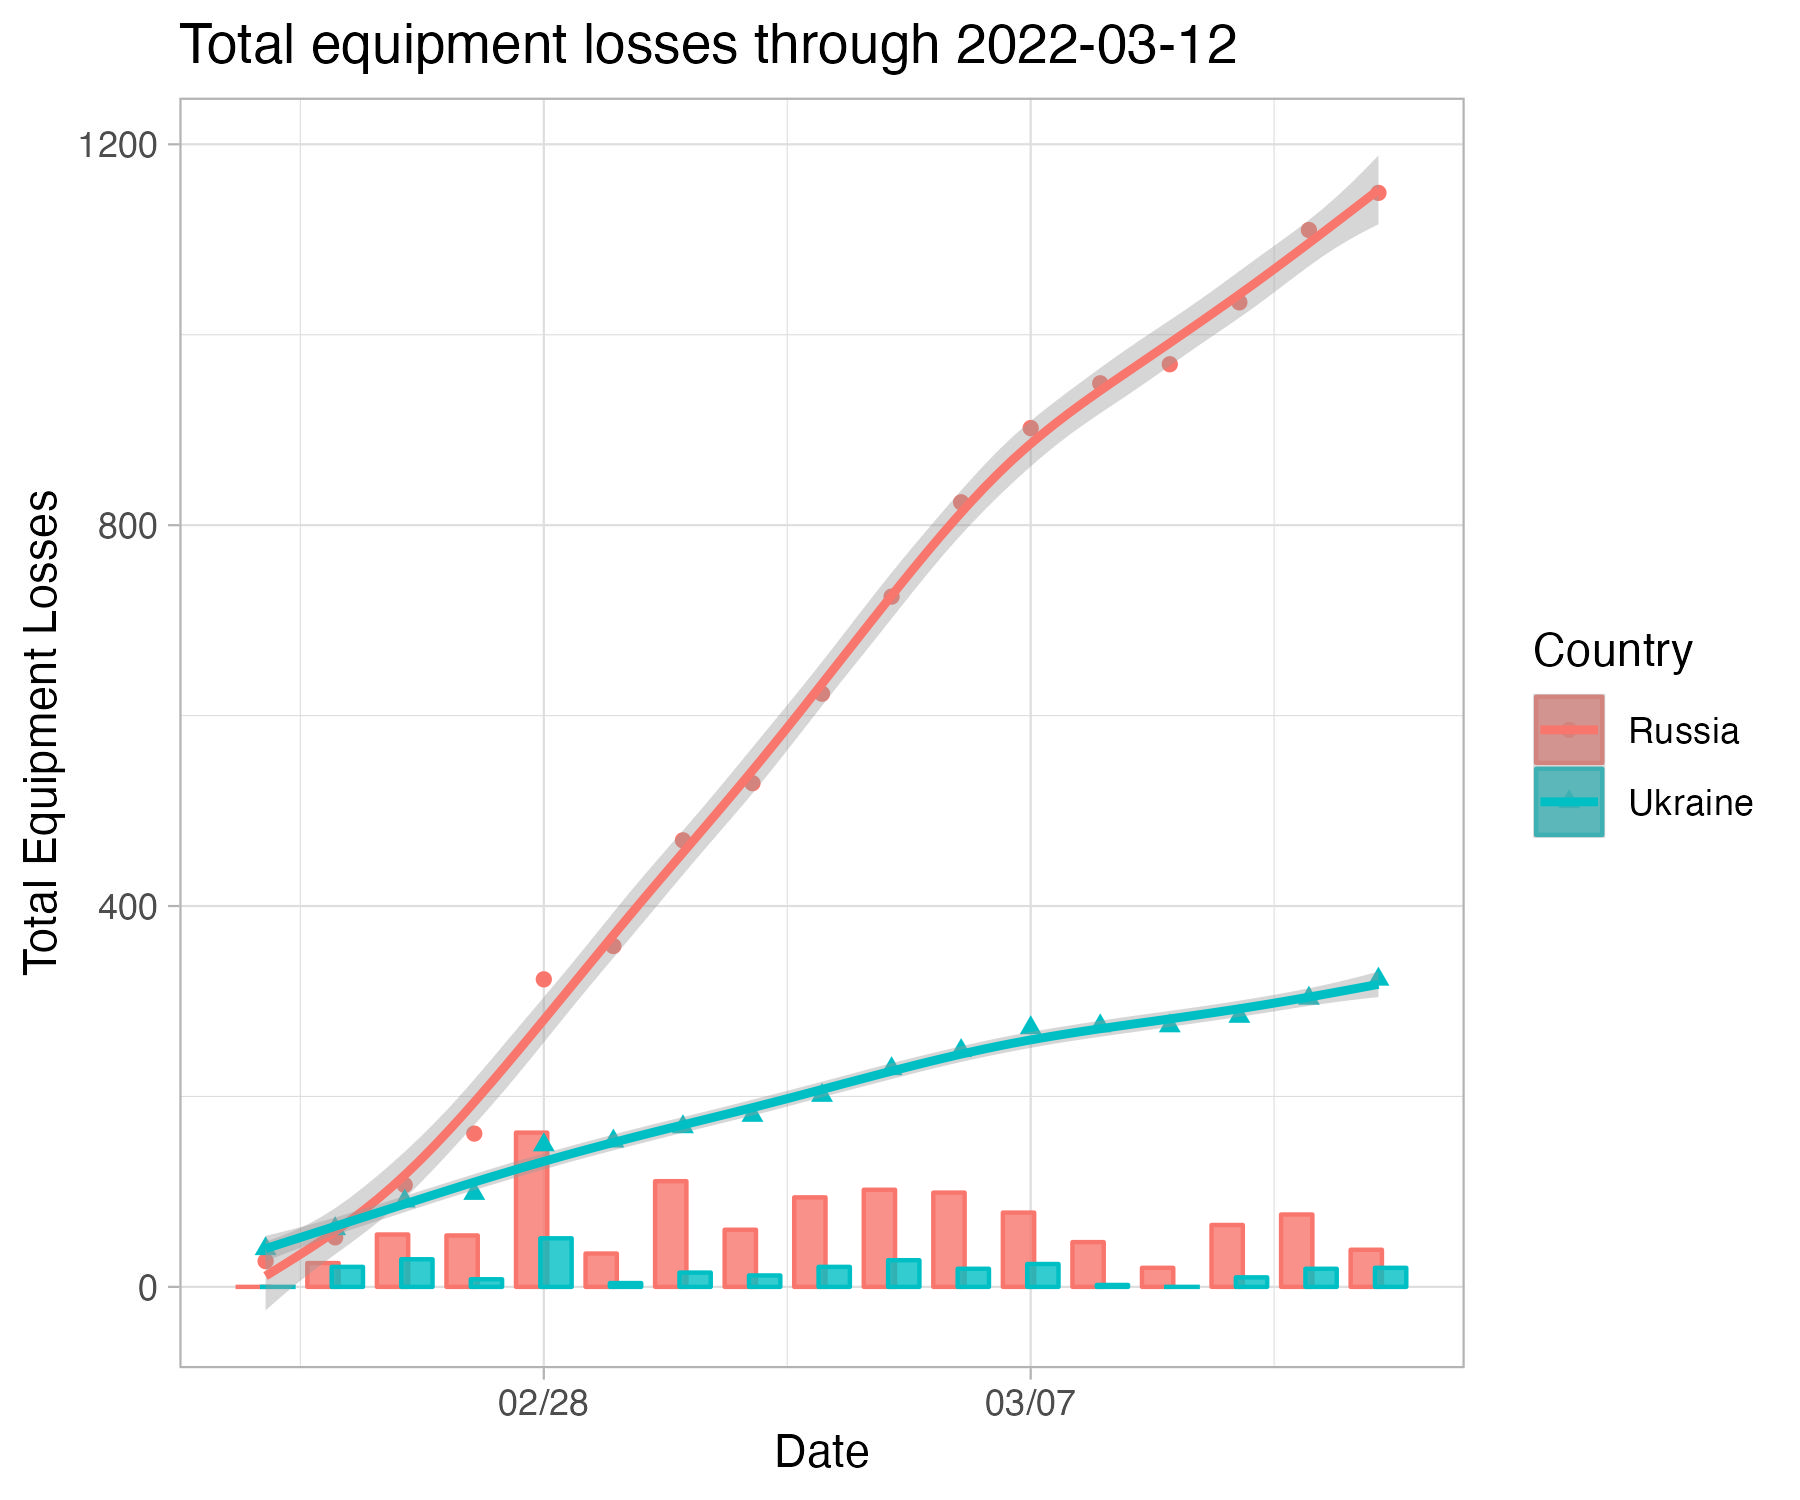 Total equipment losses through 2022-03-12
Total Equipment Losses
1200
800
400
0
02/28
03/07
Date
Country
Russia
Ukraine